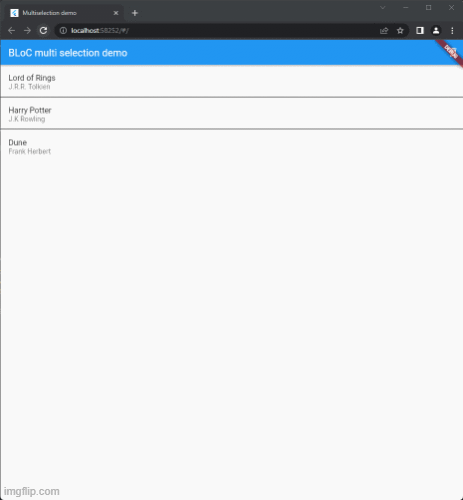 Multiselection demo
localhost:58252/#/
BLoC multi selection demo
DEBUG
Lord of Rings
J.R.R. Tolkien
Harry Potter
J.K Rowling
Dune
Frank Herbert
imgflip.com